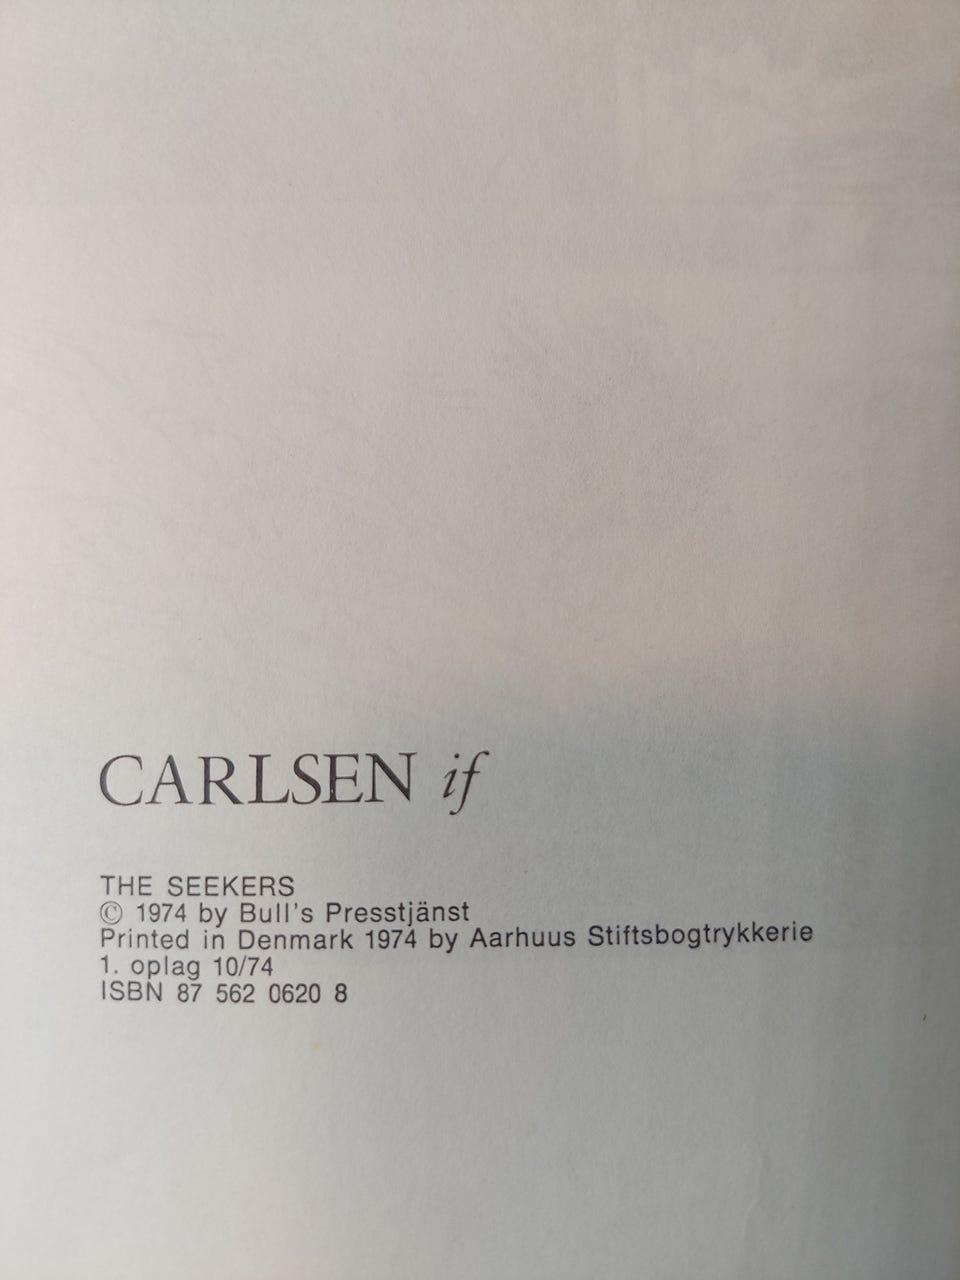 CARLSEN if
THE SEEKERS
© 1974 by Bull's Presstjänst
Printed in Denmark 1974 by Aarhuus Stiftsbogtrykkerie
1. oplag 10/74
ISBN 87 562 0620 8